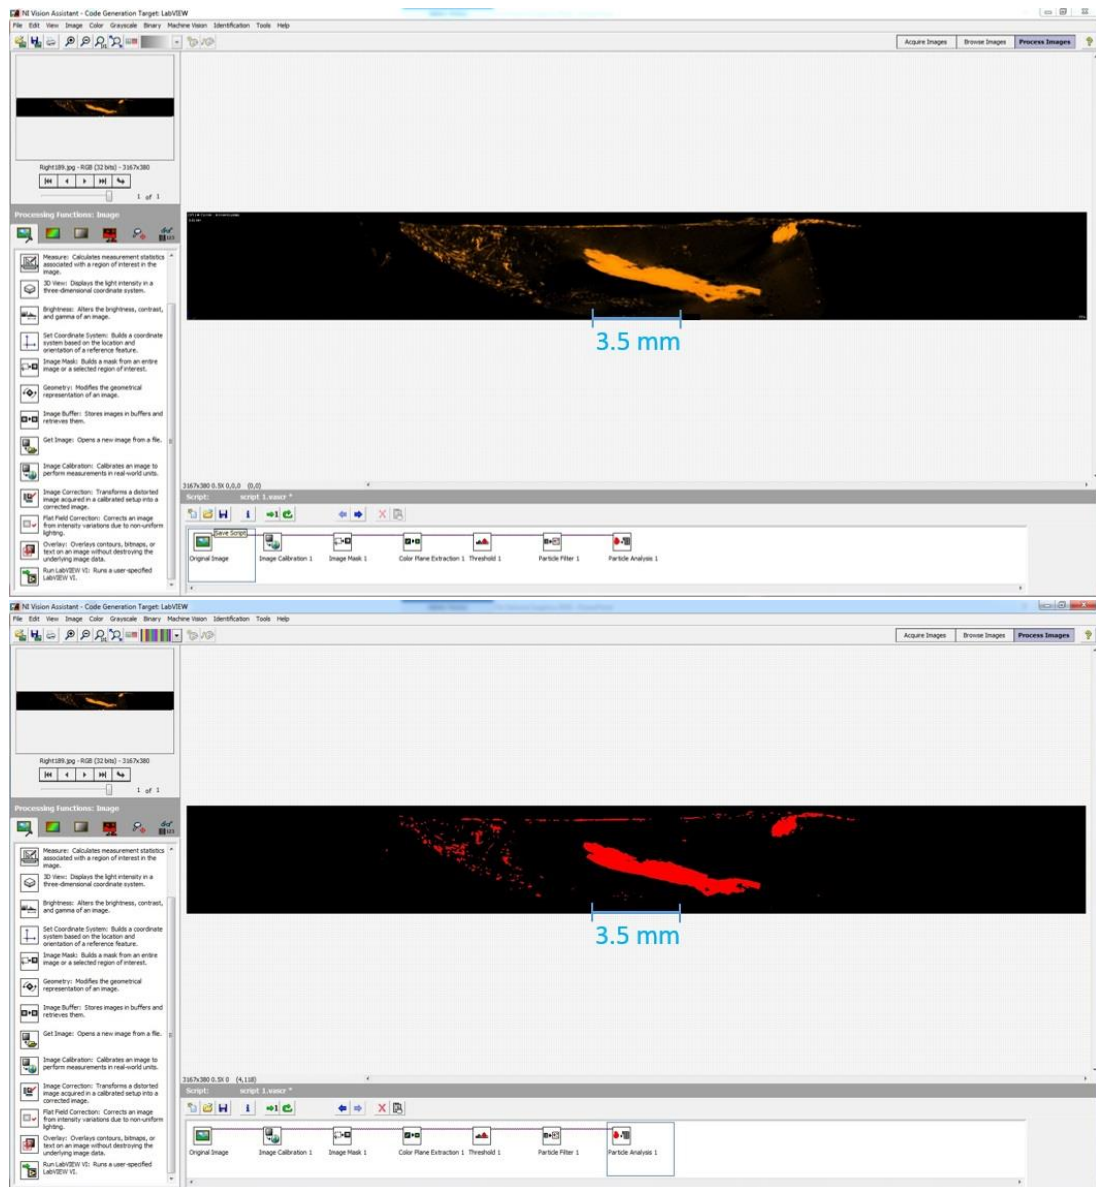 NI Vision Assistant - Code Generation Target: LabVIEW
File Edit View Image Color Grayscale Binary Machine Vision Identification Tools Help
Acquire Images Browse Images Process Images
Right189.jpg - RGB (32 bits) - 3167x380
1 of 1
Processing Functions: Image
Measure: Calculates measurement statistics
associated with a region of interest in the
image.
3D View: Displays the light intensity in a
three-dimensional coordinate system.
Brightness: Alters the brightness, contrast,
and gamma of an image.
Set Coordinate System: Builds a coordinate
system based on the location and
orientation of a reference feature.
Image Mask: Builds a mask from an entire
image or a selected region of interest.
Geometry: Modifies the geometrical
representation of an image.
Image Buffer: Stores images in buffers and
retrieves them.
Get Image: Opens a new image from a file.
Image Calibration: Calibrates an image to
perform measurements in real-world units.
Image Correction: Transforms a distorted
image acquired in a calibrated setup into a
corrected image.
Flat Field Correction: Corrects an image
from intensity variations due to non-uniform
lighting.
Overlay: Overlays contours, bitmaps, or
text on an image without destroying the
underlying image data.
Run LabVIEW VI: Runs a user-specified
LabVIEW VI.
3.5 mm
3167x380 0.5X 0,0,0 (0,0)
Script: script 1.vascr *
Save Script
Original Image Image Calibration 1 Image Mask 1 Color Plane Extraction 1 Threshold 1 Particle Filter 1 Particle Analysis 1
NI Vision Assistant - Code Generation Target: LabVIEW
File Edit View Image Color Grayscale Binary Machine Vision Identification Tools Help
Acquire Images Browse Images Process Images
Right189.jpg - RGB (32 bits) - 3167x380
1 of 1
Processing Functions: Image
Measure: Calculates measurement statistics
associated with a region of interest in the
image.
3D View: Displays the light intensity in a
three-dimensional coordinate system.
Brightness: Alters the brightness, contrast,
and gamma of an image.
Set Coordinate System: Builds a coordinate
system based on the location and
orientation of a reference feature.
Image Mask: Builds a mask from an entire
image or a selected region of interest.
Geometry: Modifies the geometrical
representation of an image.
Image Buffer: Stores images in buffers and
retrieves them.
Get Image: Opens a new image from a file.
Image Calibration: Calibrates an image to
perform measurements in real-world units.
Image Correction: Transforms a distorted
image acquired in a calibrated setup into a
corrected image.
Flat Field Correction: Corrects an image
from intensity variations due to non-uniform
lighting.
Overlay: Overlays contours, bitmaps, or
text on an image without destroying the
underlying image data.
Run LabVIEW VI: Runs a user-specified
LabVIEW VI.
3.5 mm
3167x380 0.5X 0 (4,118)
Script: script 1.vascr *
Original Image Image Calibration 1 Image Mask 1 Color Plane Extraction 1 Threshold 1 Particle Filter 1 Particle Analysis 1